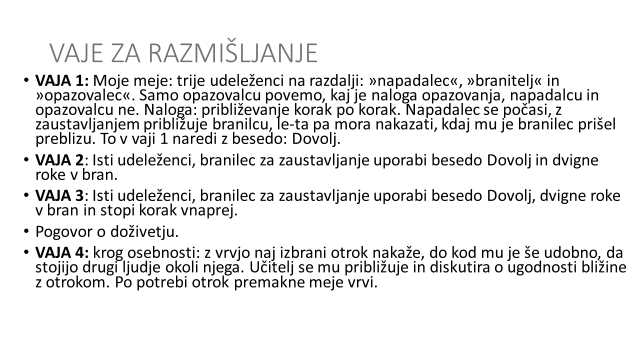 VAJE ZA RAZMIŠLJANJE
• VAJA 1: Moje meje: trije udeleženci na razdalji: »napadalec«, »branitelj« in
»opazovalec«. Samo opazovalcu povemo, kaj je naloga opazovanja, napadalcu in
opazovalcu ne. Naloga: približevanje korak po korak. Napadalec se počasi, z
zaustavljanjem približuje branilcu, le-ta pa mora nakazati, kdaj mu je branilec prišel
preblizu. To v vaji 1 naredi z besedo: Dovolj.
• VAJA 2: Isti udeleženci, branilec za zaustavljanje uporabi besedo Dovolj in dvigne
roke v bran.
• VAJA 3: Isti udeleženci, branilec za zaustavljanje uporabi besedo Dovolj, dvigne roke
v bran in stopi korak vnaprej.
• Pogovor o doživetju.
• VAJA 4: krog osebnosti: z vrvjo naj izbrani otrok nakaže, do kod mu je še udobno, da
stojijo drugi ljudje okoli njega. Učitelj se mu približuje in diskutira o ugodnosti bližine
z otrokom. Po potrebi otrok premakne meje vrvi.